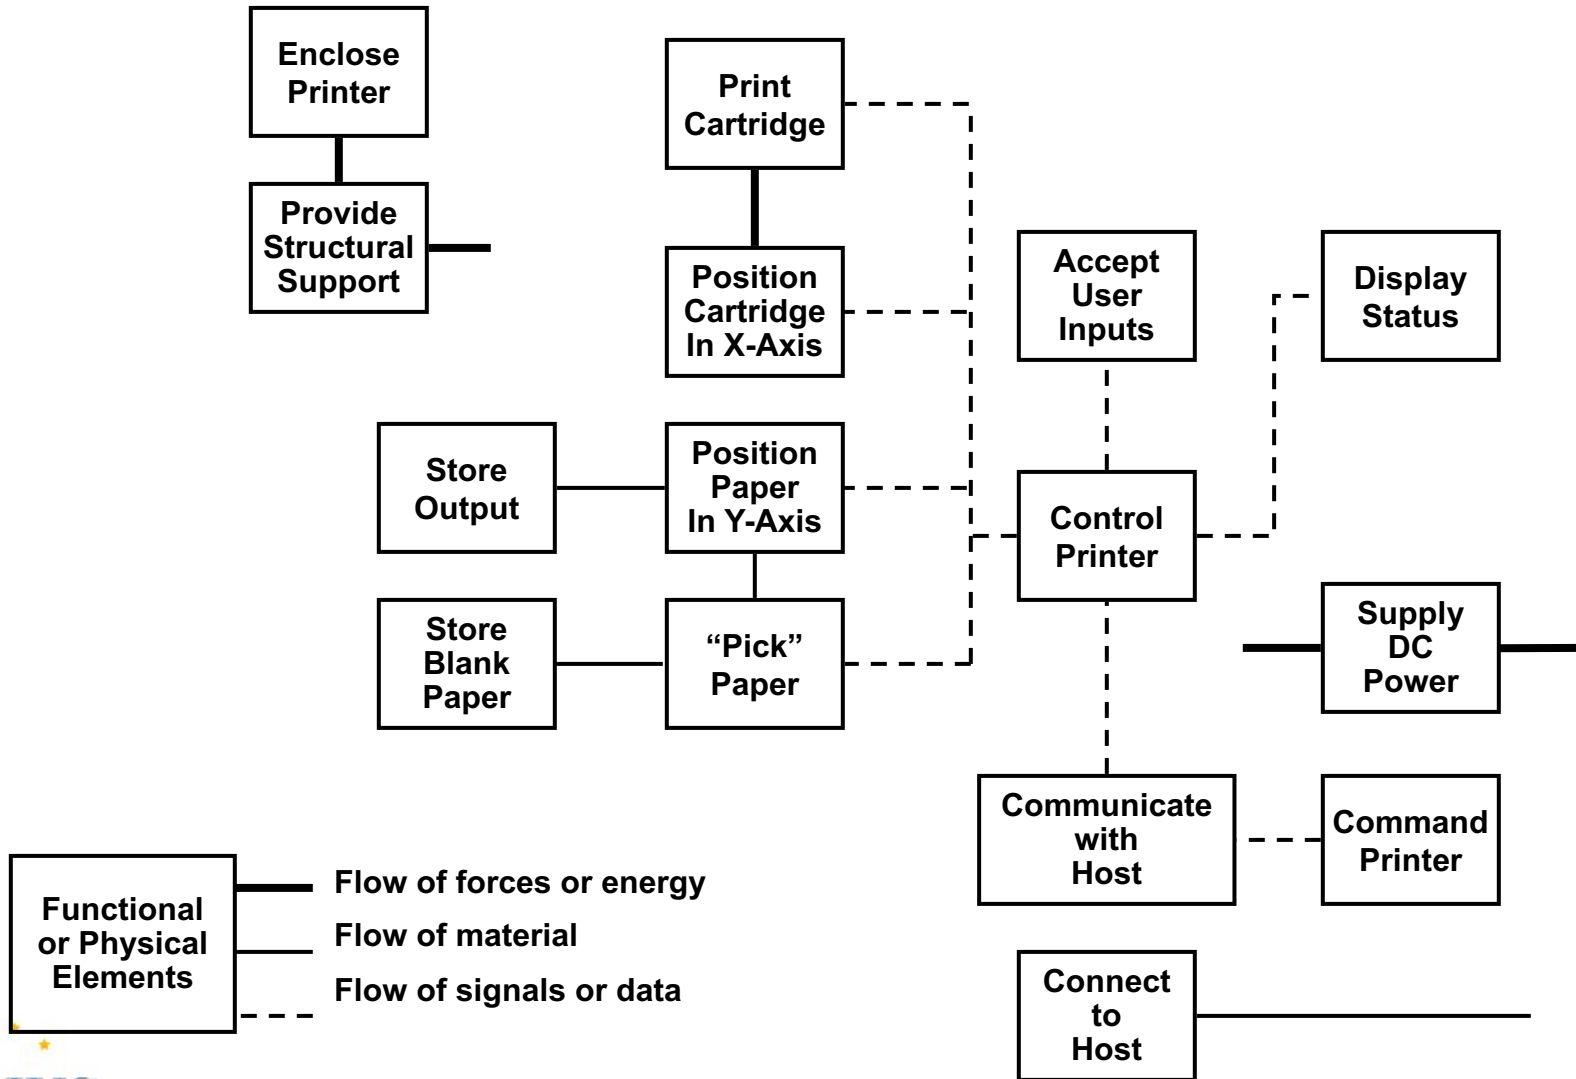 Enclose
Printer
Print
Cartridge
Provide
Structural
Support
Position
Cartridge
In X-Axis
Accept
User
Inputs
Display
Status
Store
Output
Position
Paper
In Y-Axis
Control
Printer
Store
Blank
Paper
“Pick”
Paper
Supply
DC
Power
Communicate
with
Host
Command
Printer
Functional
or Physical
Elements
Flow of forces or energy
Flow of material
Flow of signals or data
Connect
to
Host